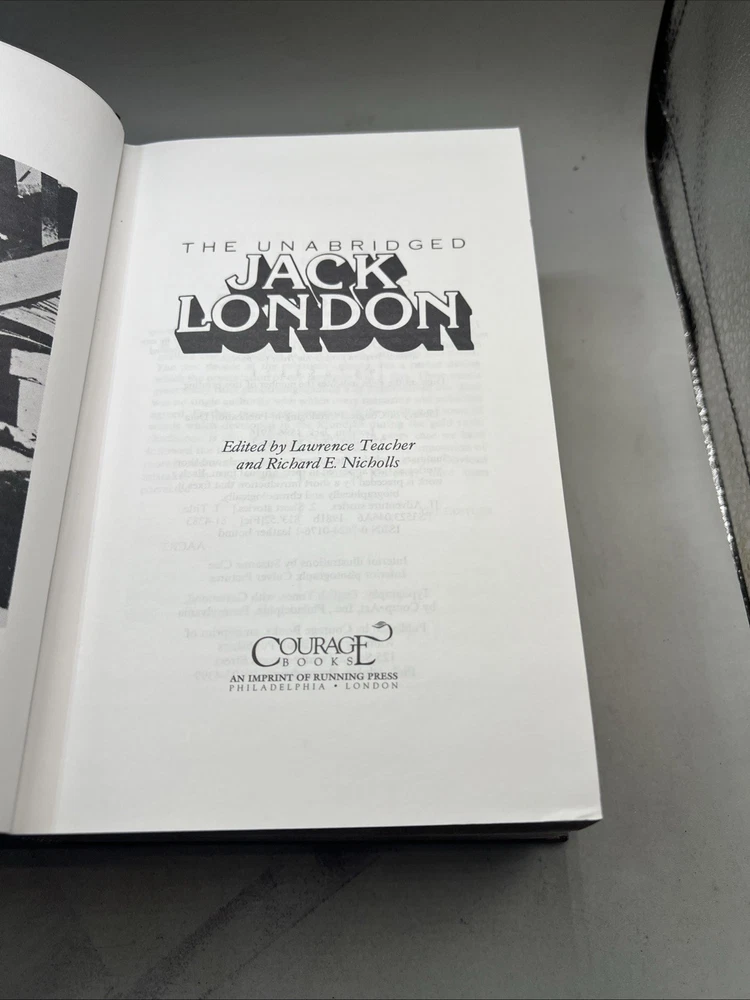 THE UNABRIDGED
JACK
LONDON
Edited by Lawrence Teacher
and Richard E. Nicholls
COURAGE
BOOKS
AN IMPRINT OF RUNNING PRESS
PHILADELPHIA • LONDON